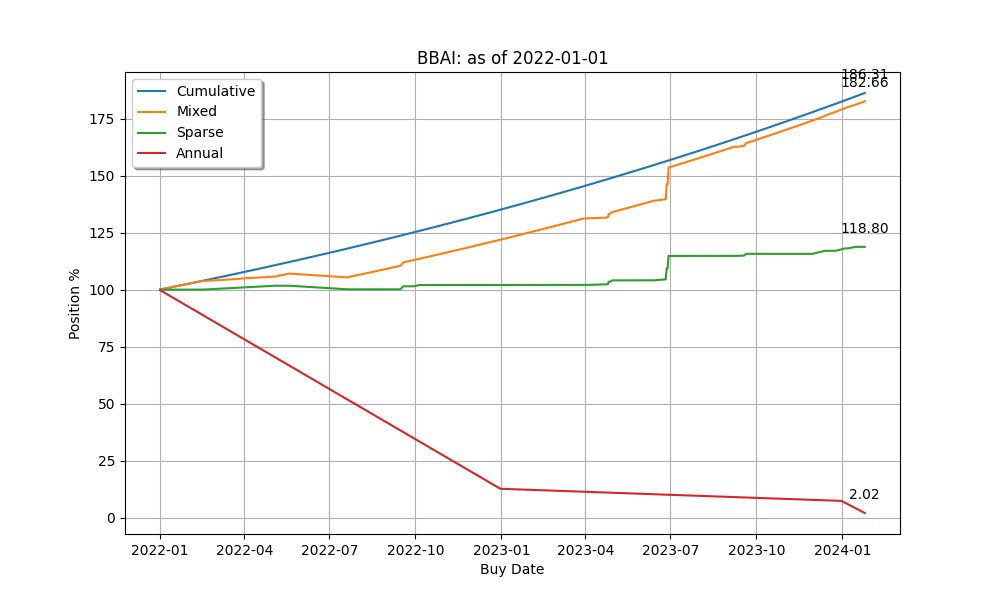 BBAI: as of 2022-01-01
Cumulative
Mixed
Sparse
Annual
186.31
182.66
118.80
2.02
Position %
175
150
125
100
75
50
25
0
2022-01 2022-04 2022-07 2022-10 2023-01 2023-04 2023-07 2023-10 2024-01
Buy Date